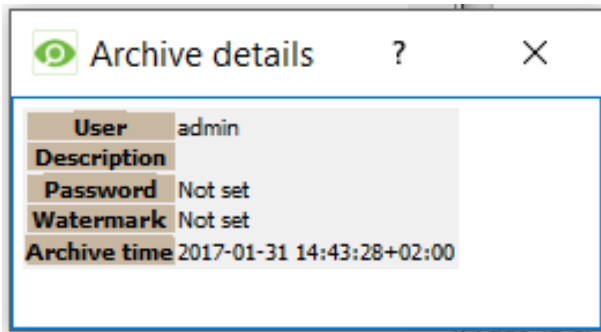 Archive details ? ×
User admin
Description
Password Not set
Watermark Not set
Archive time 2017-01-31 14:43:28+02:00